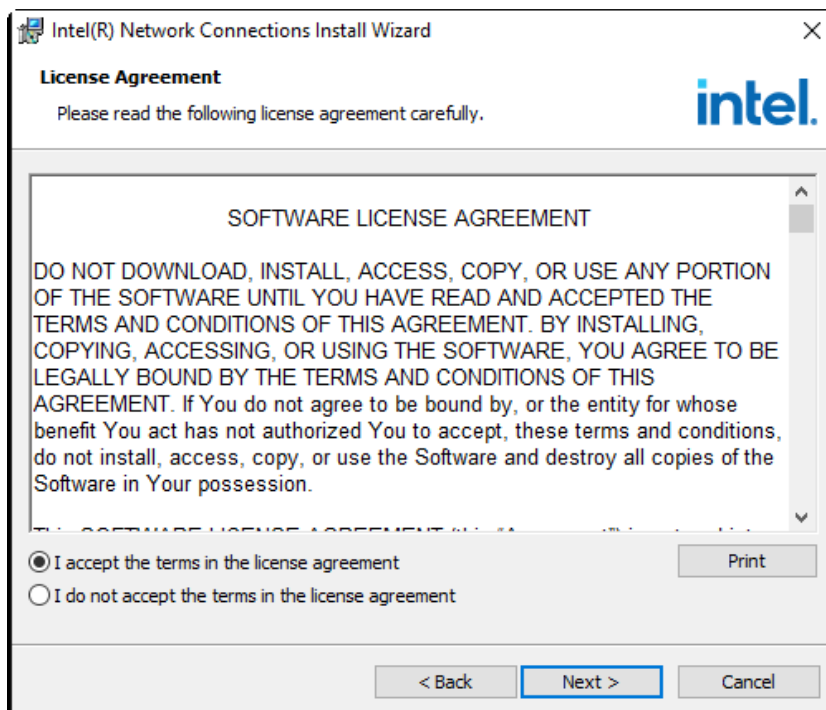 Intel(R) Network Connections Install Wizard
License Agreement
Please read the following license agreement carefully.
intel.
SOFTWARE LICENSE AGREEMENT
DO NOT DOWNLOAD, INSTALL, ACCESS, COPY, OR USE ANY PORTION
OF THE SOFTWARE UNTIL YOU HAVE READ AND ACCEPTED THE
TERMS AND CONDITIONS OF THIS AGREEMENT. BY INSTALLING,
COPYING, ACCESSING, OR USING THE SOFTWARE, YOU AGREE TO BE
LEGALLY BOUND BY THE TERMS AND CONDITIONS OF THIS
AGREEMENT. If You do not agree to be bound by, or the entity for whose
benefit You act has not authorized You to accept, these terms and conditions,
do not install, access, copy, or use the Software and destroy all copies of the
Software in Your possession.
This SOFTWARE LICENSE AGREEMENT (this
I accept the terms in the license agreement
Print
I do not accept the terms in the license agreement
< Back
Next >
Cancel